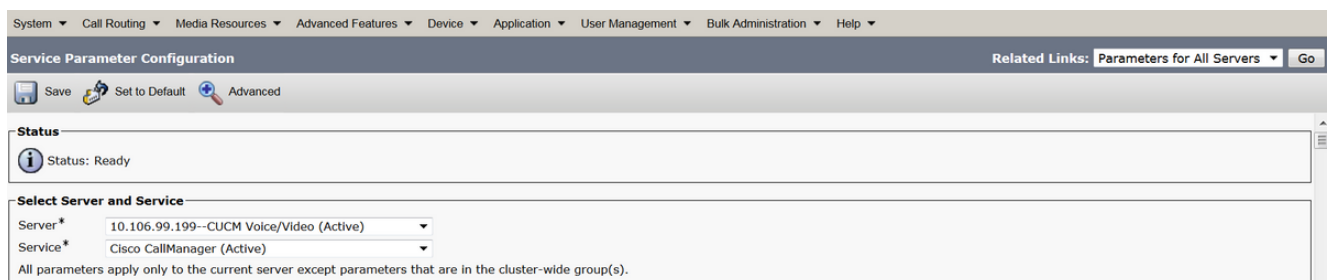 System Call Routing Media Resources Advanced Features Device Application User Management Bulk Administration Help
Service Parameter Configuration Related Links: Parameters for All Servers Go
Save Set to Default Advanced
Status
Status: Ready
Select Server and Service
Server* 10.106.99.199--CUCM Voice/Video (Active)
Service* Cisco CallManager (Active)
All parameters apply only to the current server except parameters that are in the cluster-wide group(s).